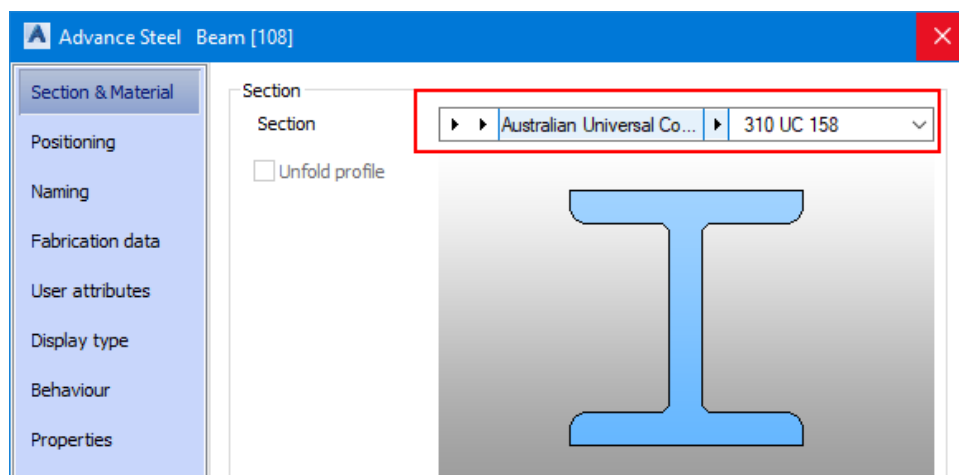 Advance Steel Beam [108]
Section & Material
Positioning
Naming
Fabrication data
User attributes
Display type
Behaviour
Properties
Section
Section
Australian Universal Co... 310 UC 158
Unfold profile